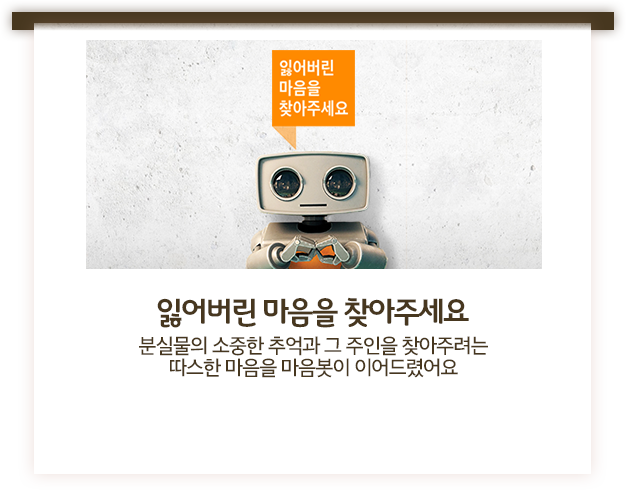 잃어버린
마음을
찾아주세요
잃어버린 마음을 찾아주세요
분실물의 소중한 추억과 그 주인을 찾아주려는
따스한 마음을 마음봇이 이어드렸어요